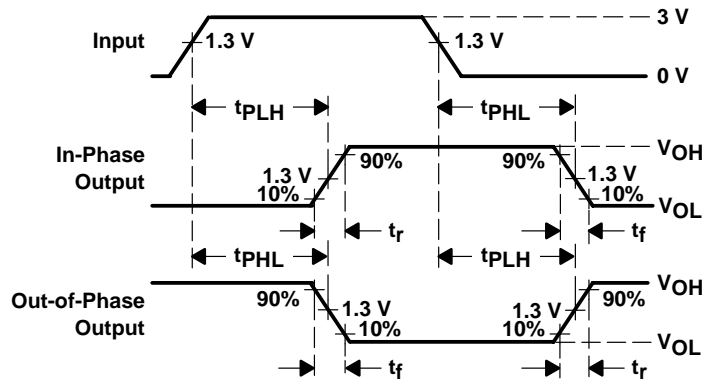 3 V
Input
1.3 V
1.3 V
0 V
tPLH
tPHL
In-Phase
Output
VOH
90%
90%
1.3 V
1.3 V
10%
10%
VOL
tr
tf
tPHL
tPLH
Out-of-Phase
Output
VOH
90%
90%
1.3 V
1.3 V
10%
10%
VOL
tf
tr